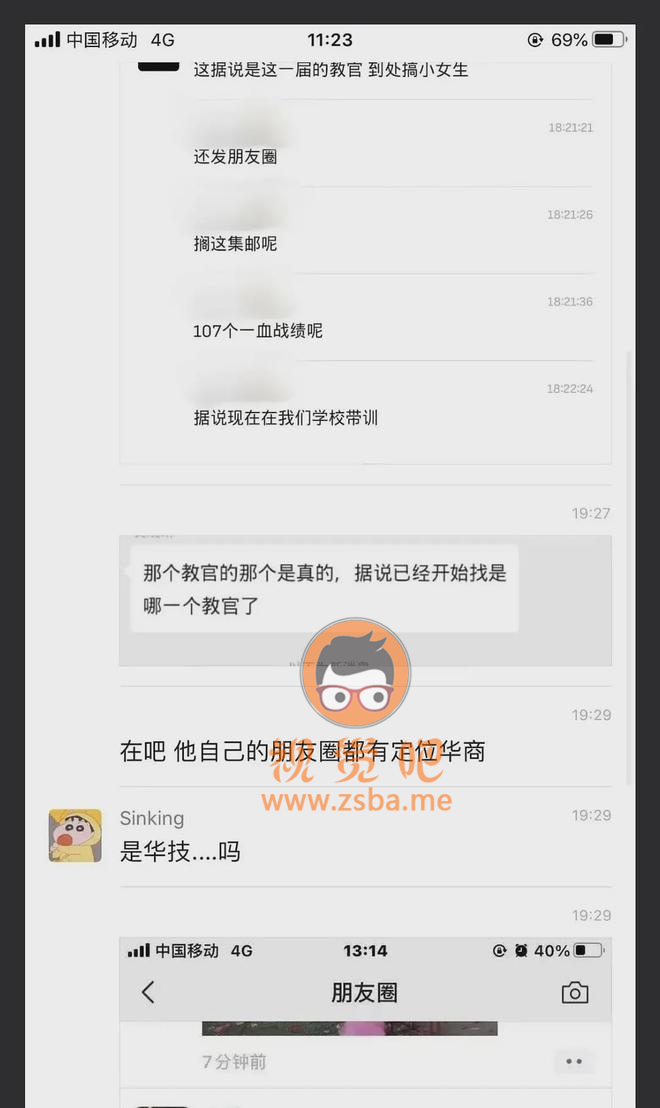 中国移动 4G 11:23 69%
这据说是这一届的教官 到处搞小女生
18:21:21
还发朋友圈
18:21:26
搁这集邮呢
18:21:36
107个一血战绩呢
18:22:24
据说现在在我们学校带训
19:27
那个教官的那个是真的，据说已经开始找是
哪一个教官了
19:29
在吧 他自己的朋友圈都有定位华商
视觉吧
www.zsba.me
Sinking 19:29
是华技....吗
19:29
中国移动 4G 13:14 40%
朋友圈
7分钟前